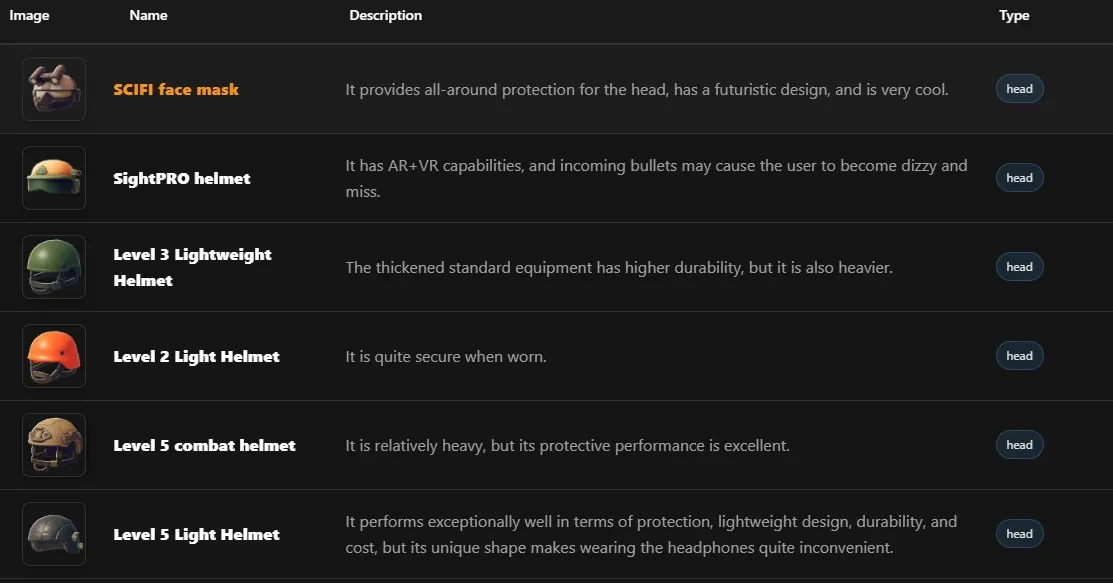 Image Name Description Type
SCIFI face mask It provides all-around protection for the head, has a futuristic design, and is very cool. head
SightPRO helmet It has AR+VR capabilities, and incoming bullets may cause the user to become dizzy and
miss. head
Level 3 Lightweight
Helmet The thickened standard equipment has higher durability, but it is also heavier. head
Level 2 Light Helmet It is quite secure when worn. head
Level 5 combat helmet It is relatively heavy, but its protective performance is excellent. head
Level 5 Light Helmet It performs exceptionally well in terms of protection, lightweight design, durability, and
cost, but its unique shape makes wearing the headphones quite inconvenient. head